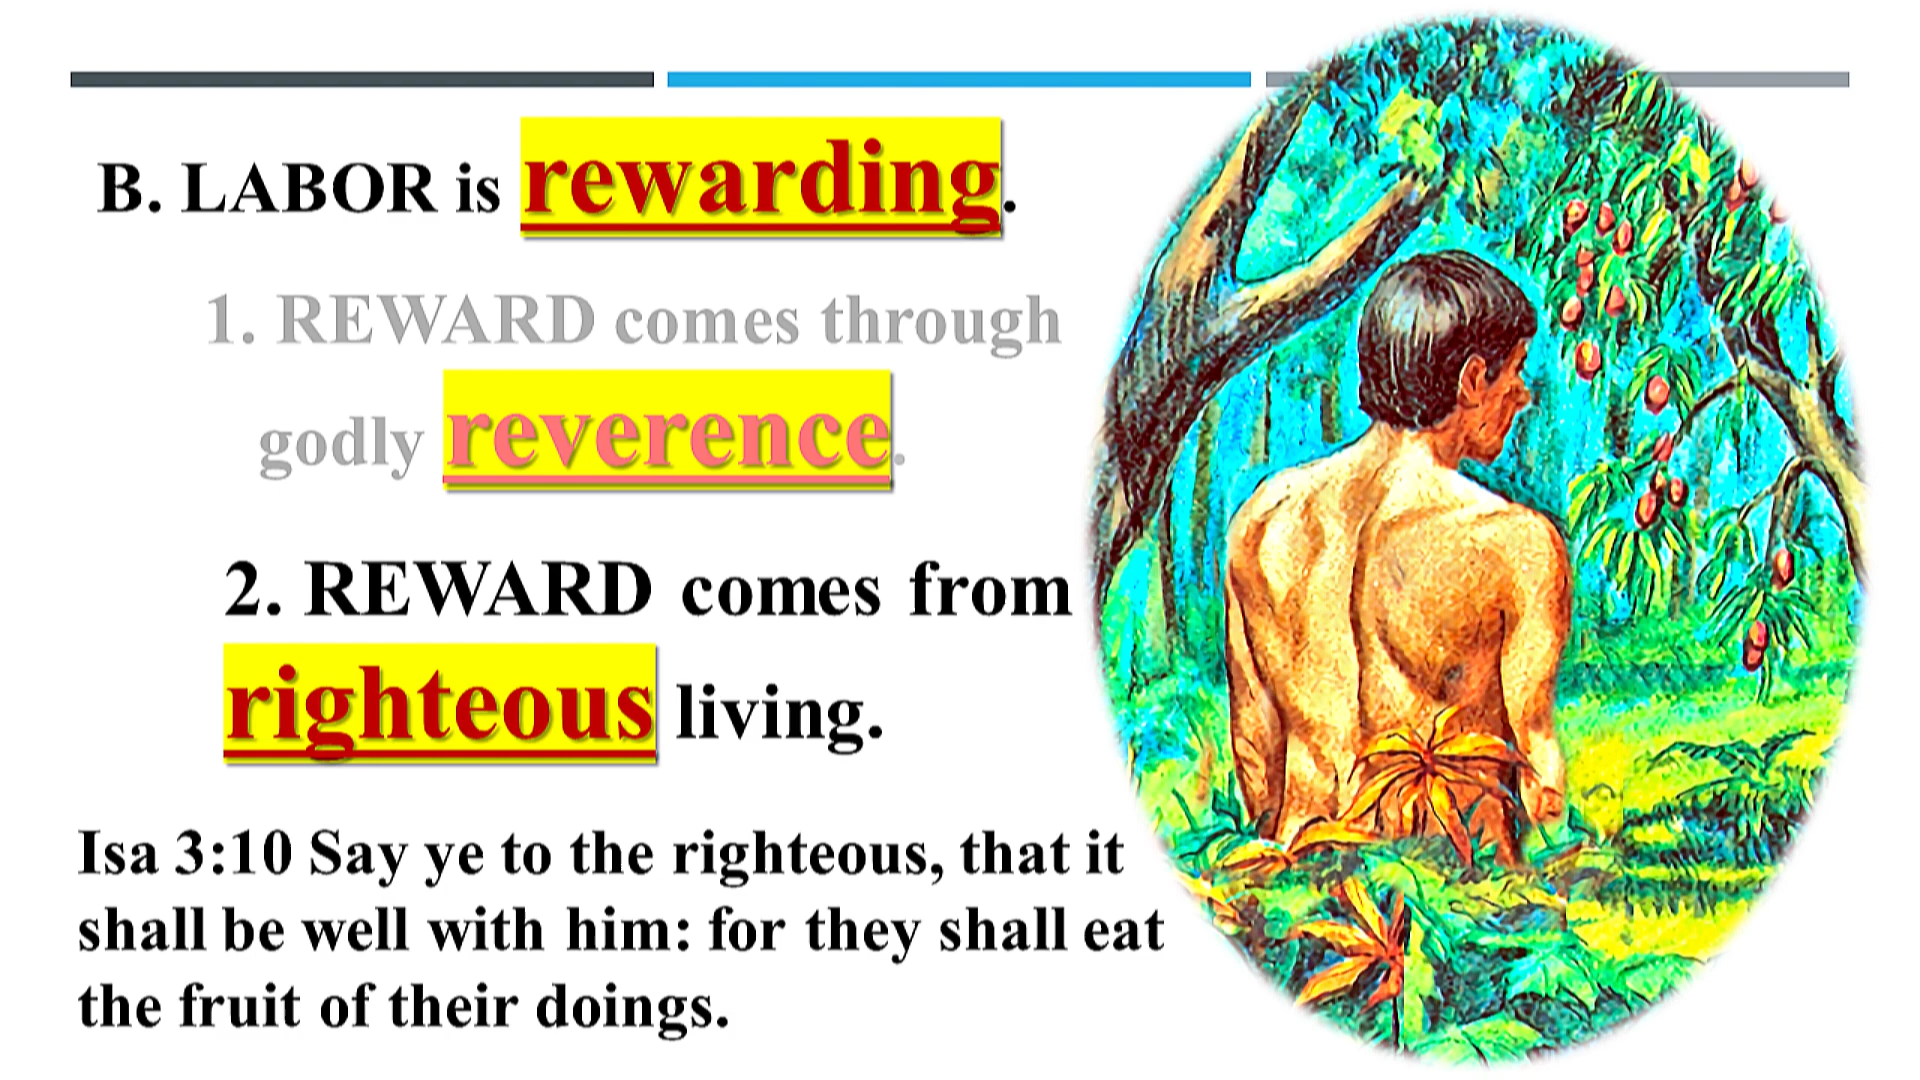 B. LABOR is rewarding.
1. REWARD comes through
godly reverence.
2. REWARD comes from
righteous living.
Isa 3:10 Say ye to the righteous, that it
shall be well with him: for they shall eat
the fruit of their doings.